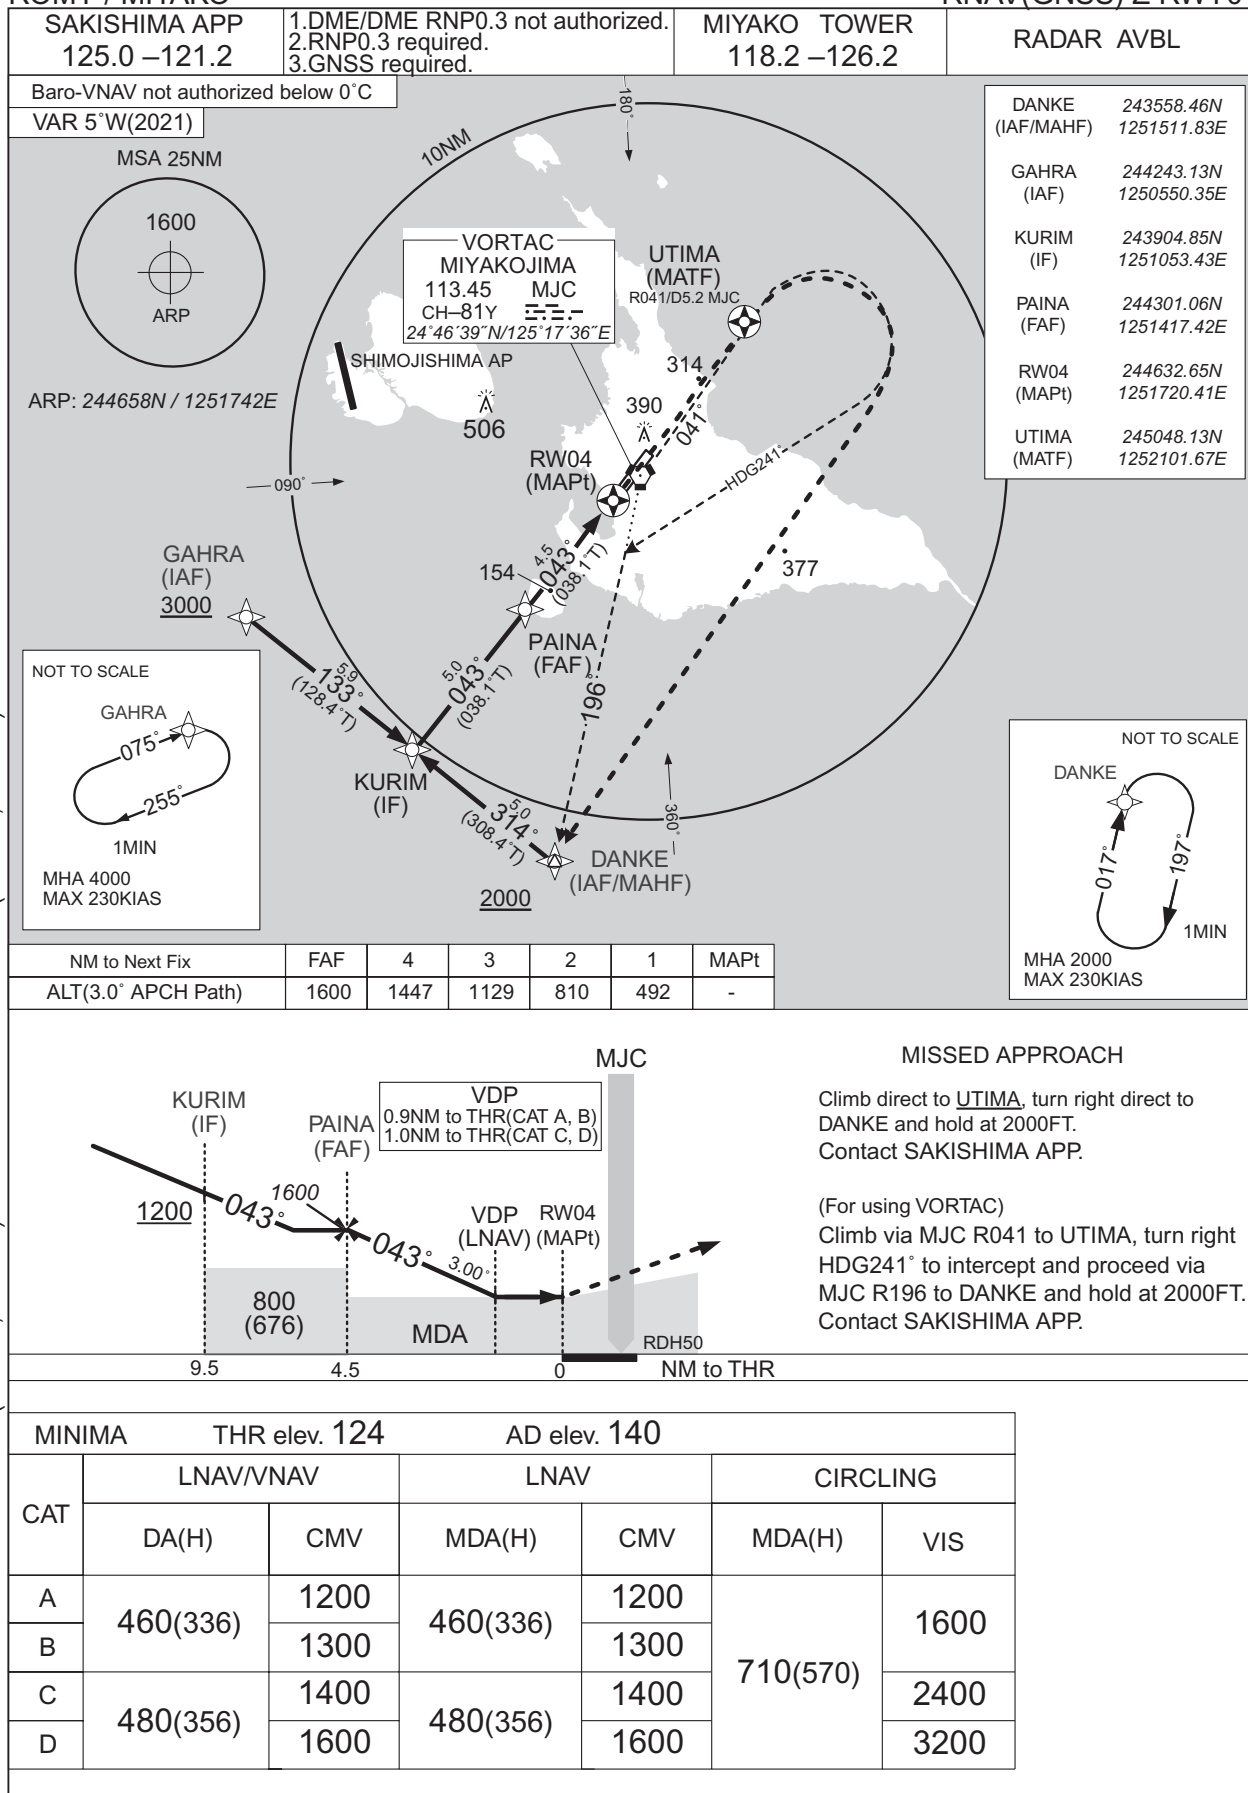 SAKISHIMA APP
125.0 –121.2
1.DME/DME RNP0.3 not authorized.
2.RNP0.3 required.
3.GNSS required.
MIYAKO TOWER
118.2 –126.2
RADAR AVBL
Baro-VNAV not authorized below 0˚C
VAR 5˚W(2021)
MSA 25NM
1600
ARP
ARP: 244658N / 1251742E
10NM
180˚
090˚
360˚
DANKE 243558.46N
(IAF/MAHF) 1251511.83E
GAHRA 244243.13N
(IAF) 1250550.35E
KURIM 243904.85N
(IF) 1251053.43E
PAINA 244301.06N
(FAF) 1251417.42E
RW04 244632.65N
(MAPt) 1251720.41E
UTIMA 245048.13N
(MATF) 1252101.67E
VORTAC
MIYAKOJIMA
113.45 MJC
CH–81Y
24˚46´39˝N/125˚17´36˝E
UTIMA
(MATF)
R041/D5.2 MJC
SHIMOJISHIMA AP
506
314
390
041˚
HDG241˚
377
RW04
(MAPt)
4.5
043˚
(038.1˚T)
154
PAINA
(FAF)
5.0
043˚
(038.1˚T)
GAHRA
(IAF)
3000
5.9
133˚
(128.4˚T)
KURIM
(IF)
5.0
314˚
(308.4˚T)
196˚
DANKE
(IAF/MAHF)
2000
NOT TO SCALE
GAHRA
075˚
255˚
1MIN
MHA 4000
MAX 230KIAS
NOT TO SCALE
DANKE
017˚
197˚
1MIN
MHA 2000
MAX 230KIAS
NM to Next Fix FAF 4 3 2 1 MAPt
ALT(3.0˚ APCH Path) 1600 1447 1129 810 492 -
MJC
KURIM
(IF)
PAINA
(FAF)
VDP
0.9NM to THR(CAT A, B)
1.0NM to THR(CAT C, D)
1200
043˚
1600
043˚
3.00˚
VDP
(LNAV)
RW04
(MAPt)
800
(676)
MDA
RDH50
9.5 4.5 0 NM to THR
MISSED APPROACH
Climb direct to UTIMA, turn right direct to
DANKE and hold at 2000FT.
Contact SAKISHIMA APP.
(For using VORTAC)
Climb via MJC R041 to UTIMA, turn right
HDG241˚ to intercept and proceed via
MJC R196 to DANKE and hold at 2000FT.
Contact SAKISHIMA APP.
MINIMA THR elev. 124 AD elev. 140
CAT LNAV/VNAV LNAV CIRCLING
DA(H) CMV MDA(H) CMV MDA(H) VIS
A 460(336) 1200 460(336) 1200 710(570) 1600
B 1300 1300
C 480(356) 1400 480(356) 1400 2400
D 1600 1600 3200